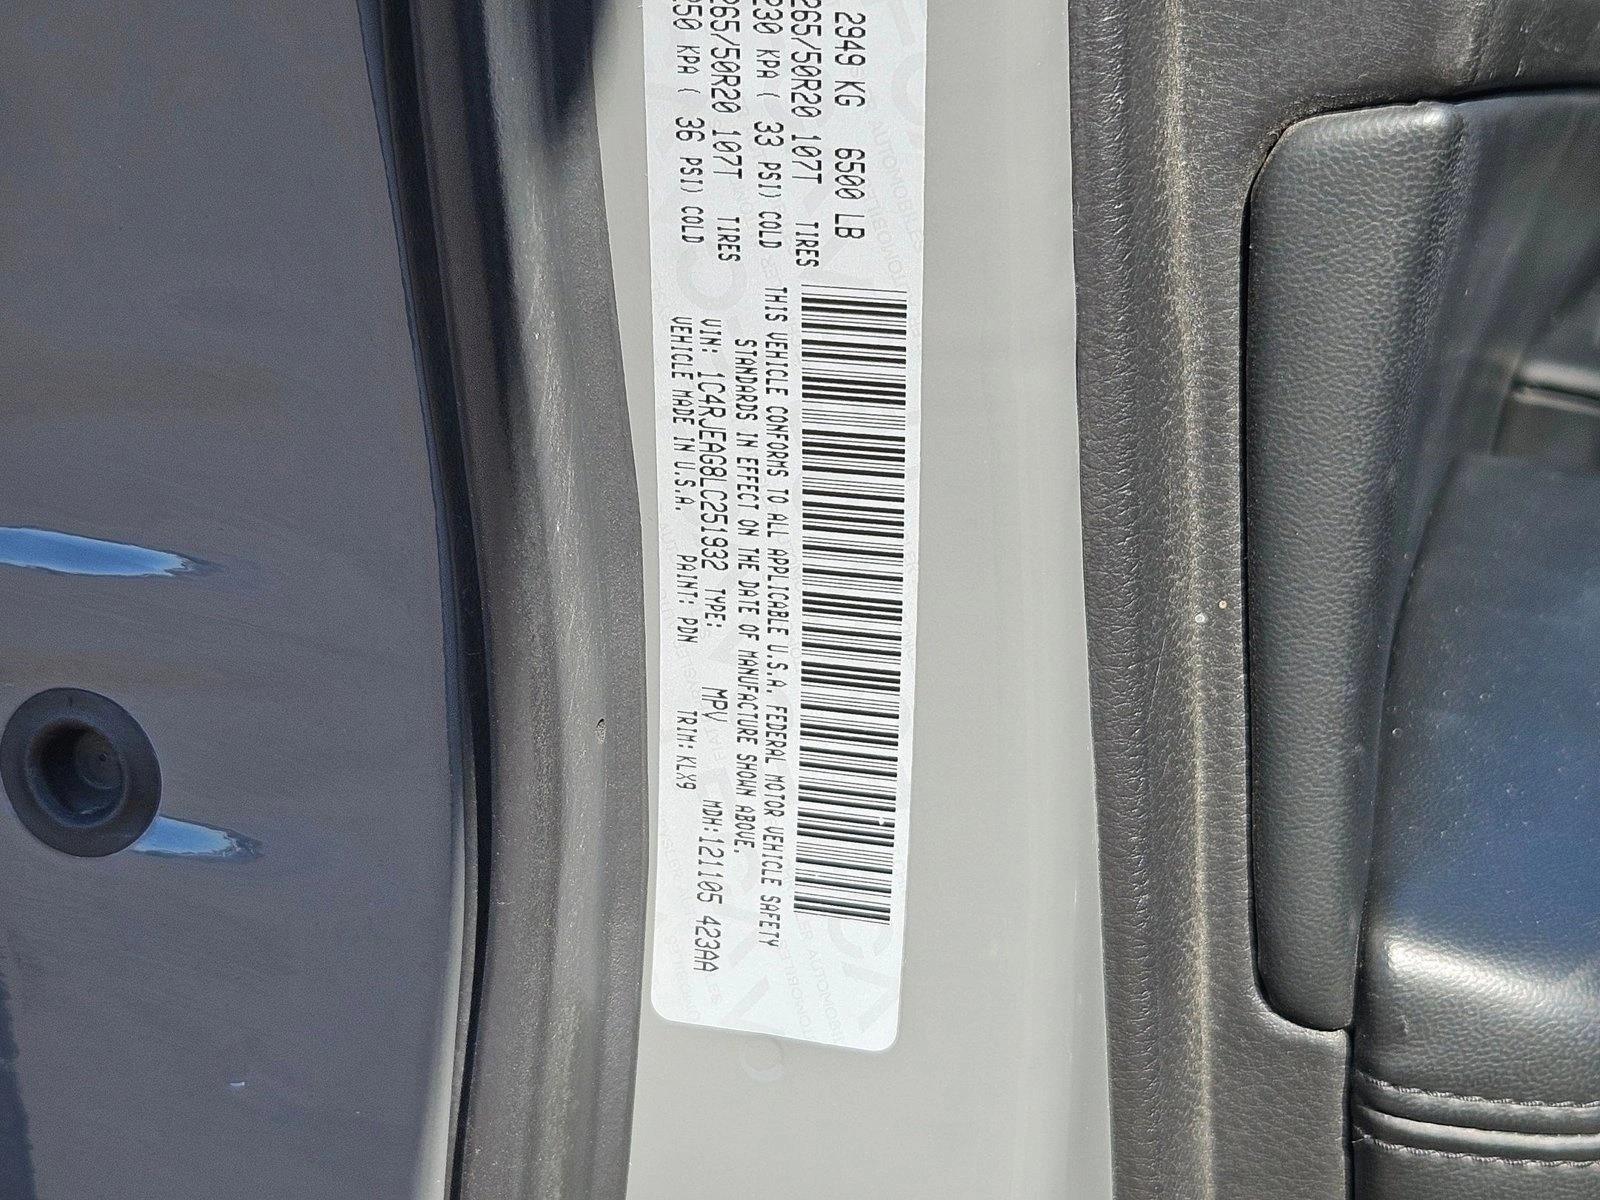 2949 KG 6500 LB
265/50R20 107T TIRES
230 KPA ( 33 PSI) COLD
265/50R20 107T TIRES
250 KPA ( 36 PSI) COLD
THIS VEHICLE CONFORMS TO ALL APPLICABLE U.S.A. FEDERAL MOTOR VEHICLE SAFETY
STANDARDS IN EFFECT ON THE DATE OF MANUFACTURE SHOWN ABOVE.
VIN: 1C4RJEAG8LC251932 TYPE: MPV MDH:121105 423AA
VEHICLE MADE IN U.S.A. PAINT: PDN TRIM: KLX9